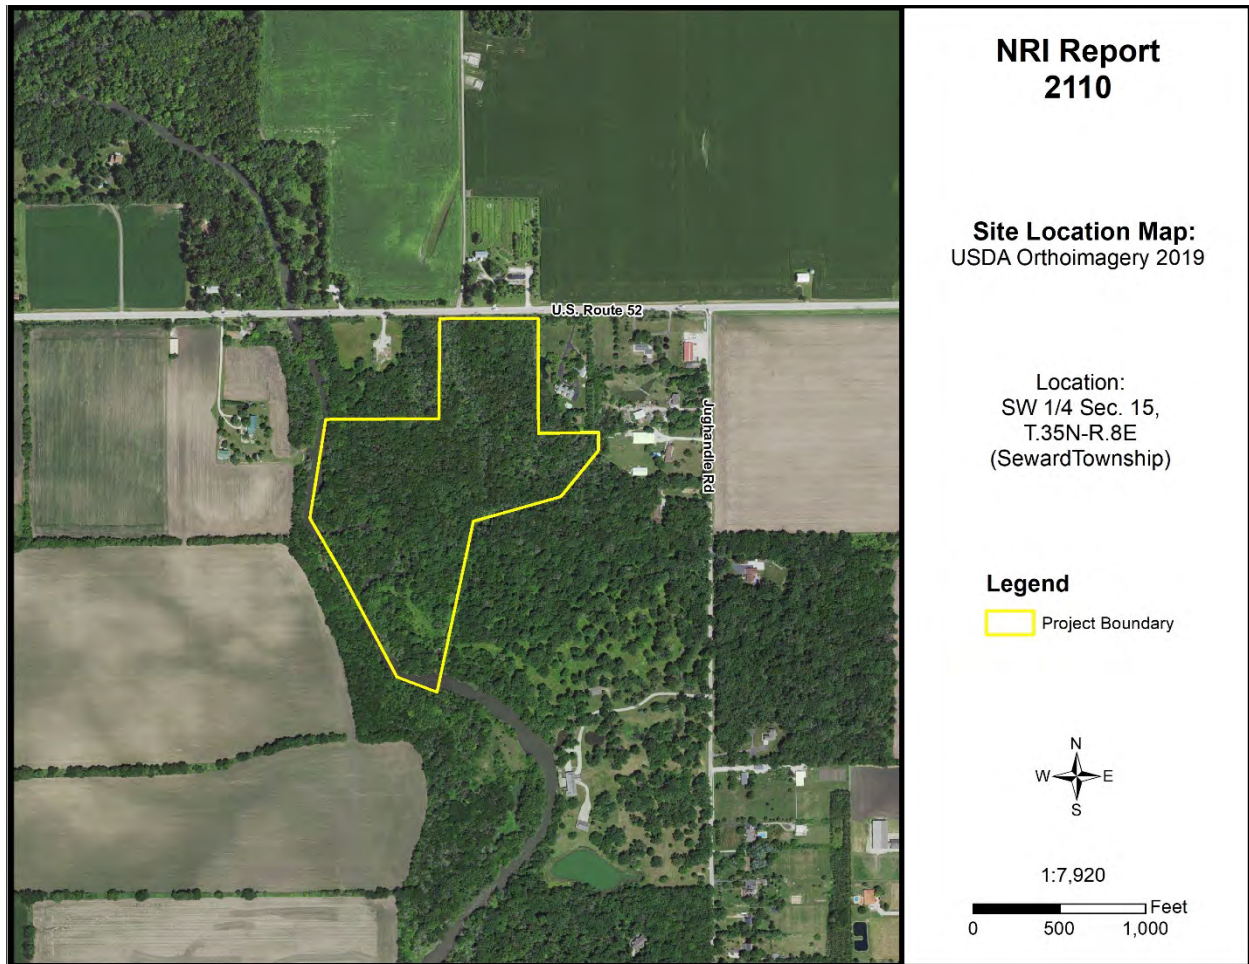 NRI Report
2110
Site Location Map:
USDA Orthoimagery 2019
Location:
SW 1/4 Sec. 15,
T.35N-R.8E
(SewardTownship)
Legend
Project Boundary
N
W E
S
1:7,920
Feet
0 500 1,000
U.S. Route 52
Jughandle Rd